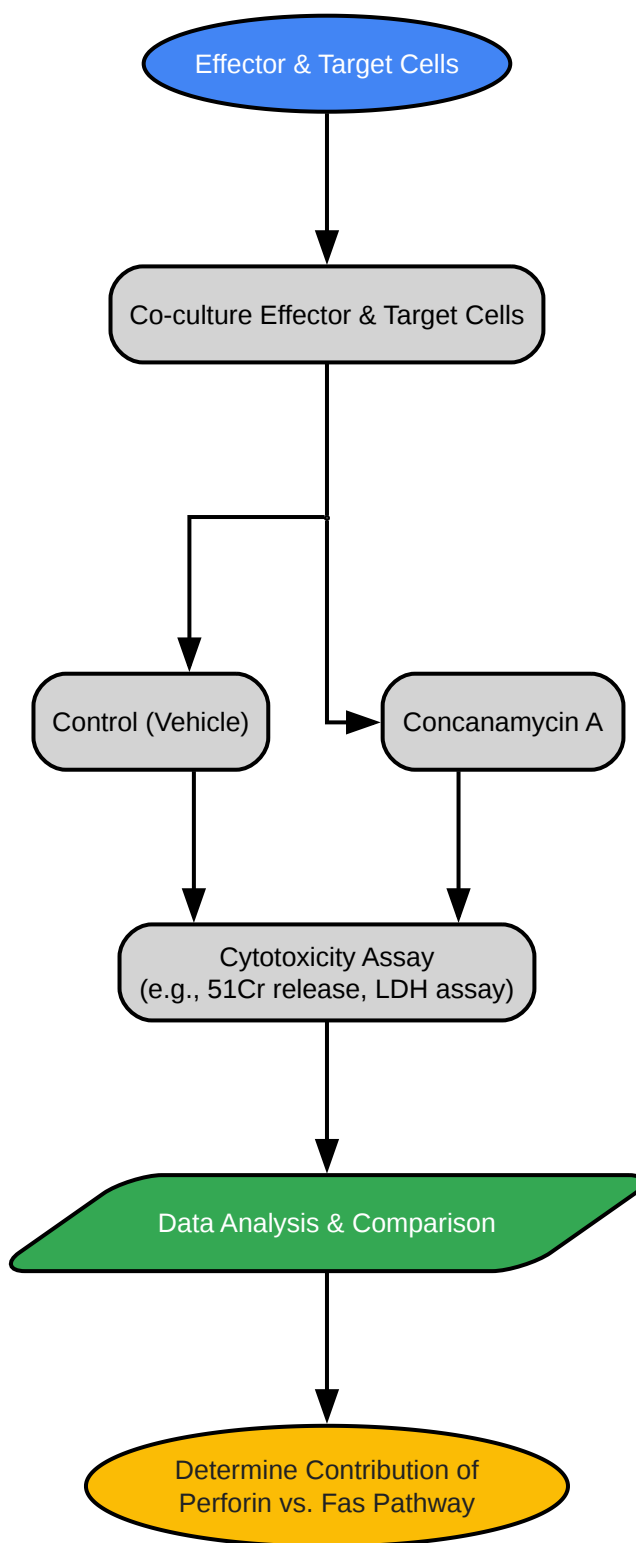 Effector & Target Cells
Co-culture Effector & Target Cells
Control (Vehicle)
Concanamycin A
Cytotoxicity Assay
(e.g., 51Cr release, LDH assay)
Data Analysis & Comparison
Determine Contribution of
Perforin vs. Fas Pathway